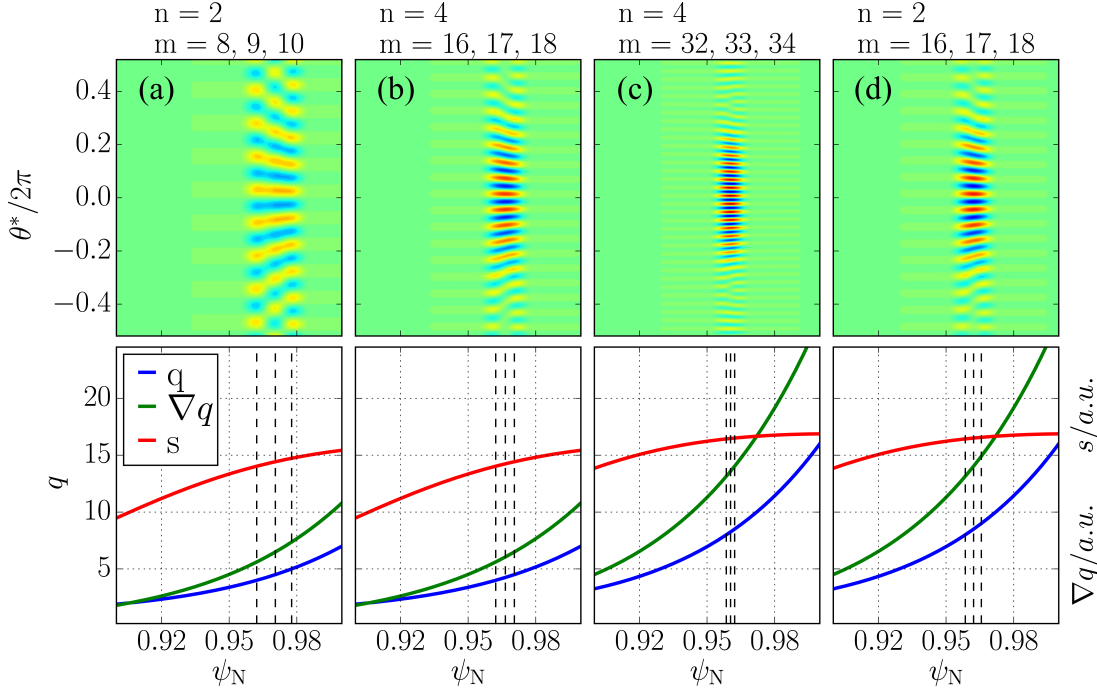 n = 2
m = 8, 9, 10
n = 4
m = 16, 17, 18
n = 4
m = 32, 33, 34
n = 2
m = 16, 17, 18
(a)
(b)
(c)
(d)
0.4
0.2
0.0
−0.2
−0.4
θ*/2π
q
∇q
s
20
15
10
5
q
s/a.u.
∇q/a.u.
0.92 0.95 0.98
0.92 0.95 0.98
0.92 0.95 0.98
0.92 0.95 0.98
ψN
ψN
ψN
ψN